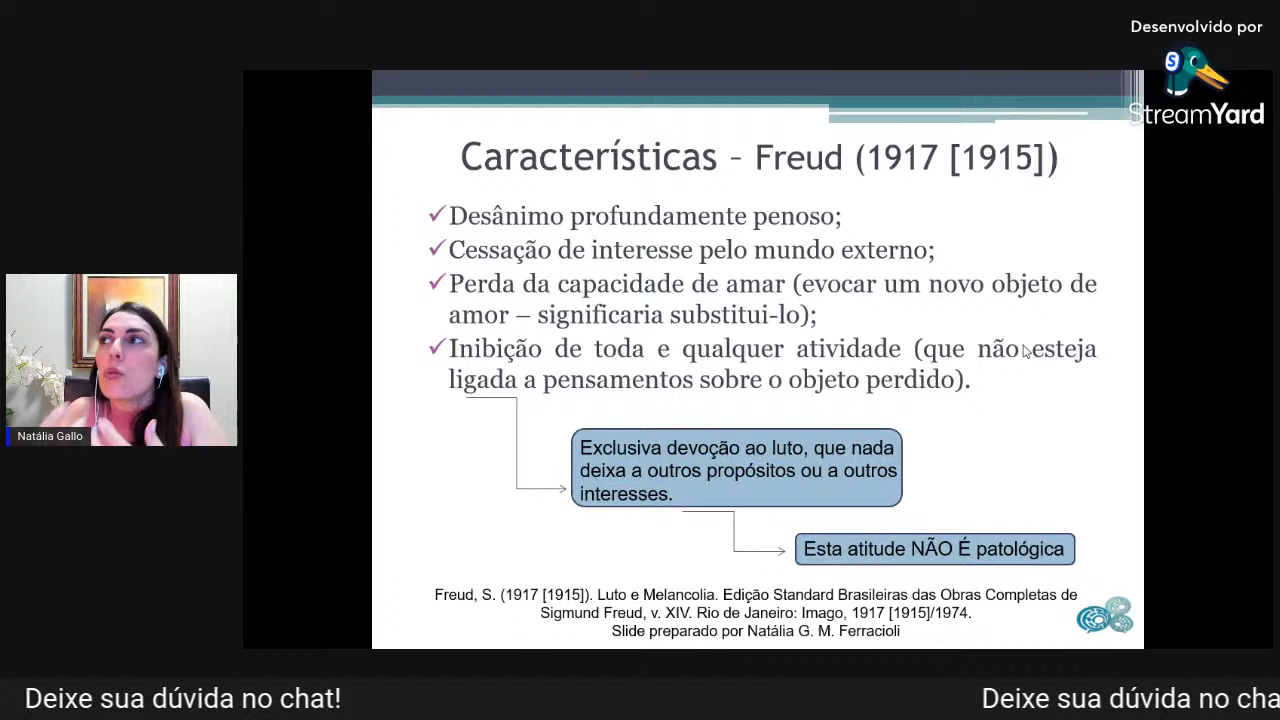 Desenvolvido por
StreamYard
Características – Freud (1917 [1915])
Desânimo profundamente penoso;
Cessação de interesse pelo mundo externo;
Perda da capacidade de amar (evocar um novo objeto de
amor – significaria substitui-lo);
Inibição de toda e qualquer atividade (que não esteja
ligada a pensamentos sobre o objeto perdido).
Natália Gallo
Exclusiva devoção ao luto, que nada
deixa a outros propósitos ou a outros
interesses.
Esta atitude NÃO É patológica
Freud, S. (1917 [1915]). Luto e Melancolia. Edição Standard Brasileiras das Obras Completas de
Sigmund Freud, v. XIV. Rio de Janeiro: Imago, 1917 [1915]/1974.
Slide preparado por Natália G. M. Ferracioli
Deixe sua dúvida no chat!
Deixe sua dúvida no cha